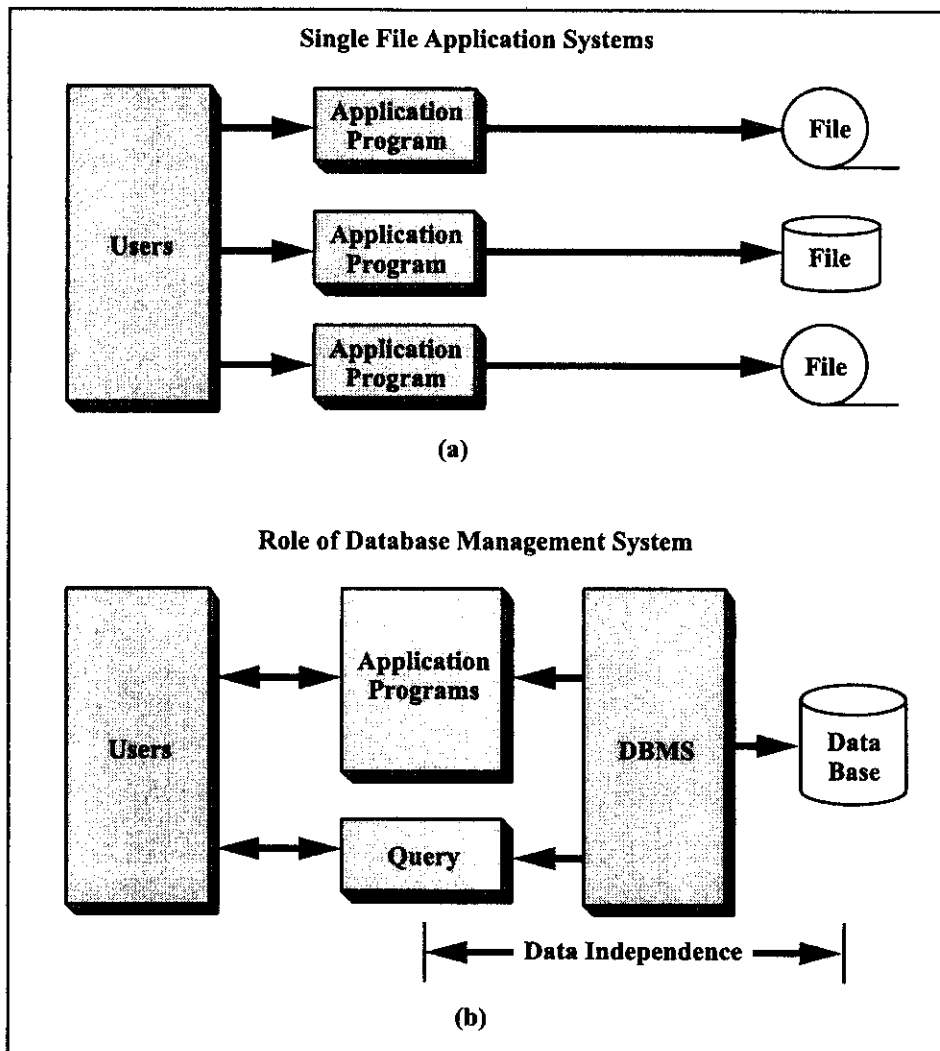 Single File Application Systems
Users
Application
Program
File
Application
Program
File
Application
Program
File
(a)
Role of Database Management System
Users
Application
Programs
Query
DBMS
Data
Base
Data Independence
(b)